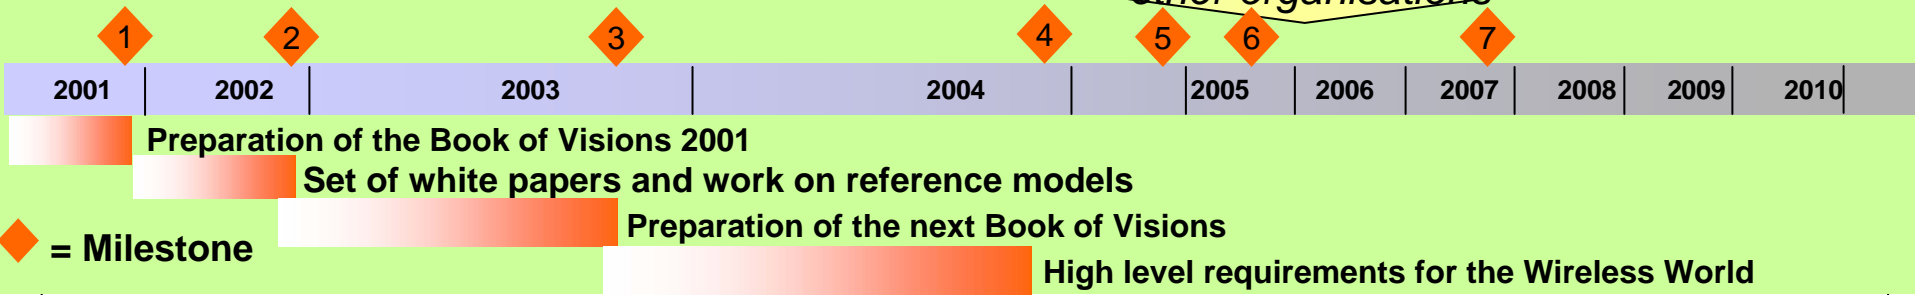 other organisations
1 2 3 4 5 6 7
2001 2002 2003 2004 2005 2006 2007 2008 2009 2010
Preparation of the Book of Visions 2001
Set of white papers and work on reference models
Preparation of the next Book of Visions
= Milestone
High level requirements for the Wireless World